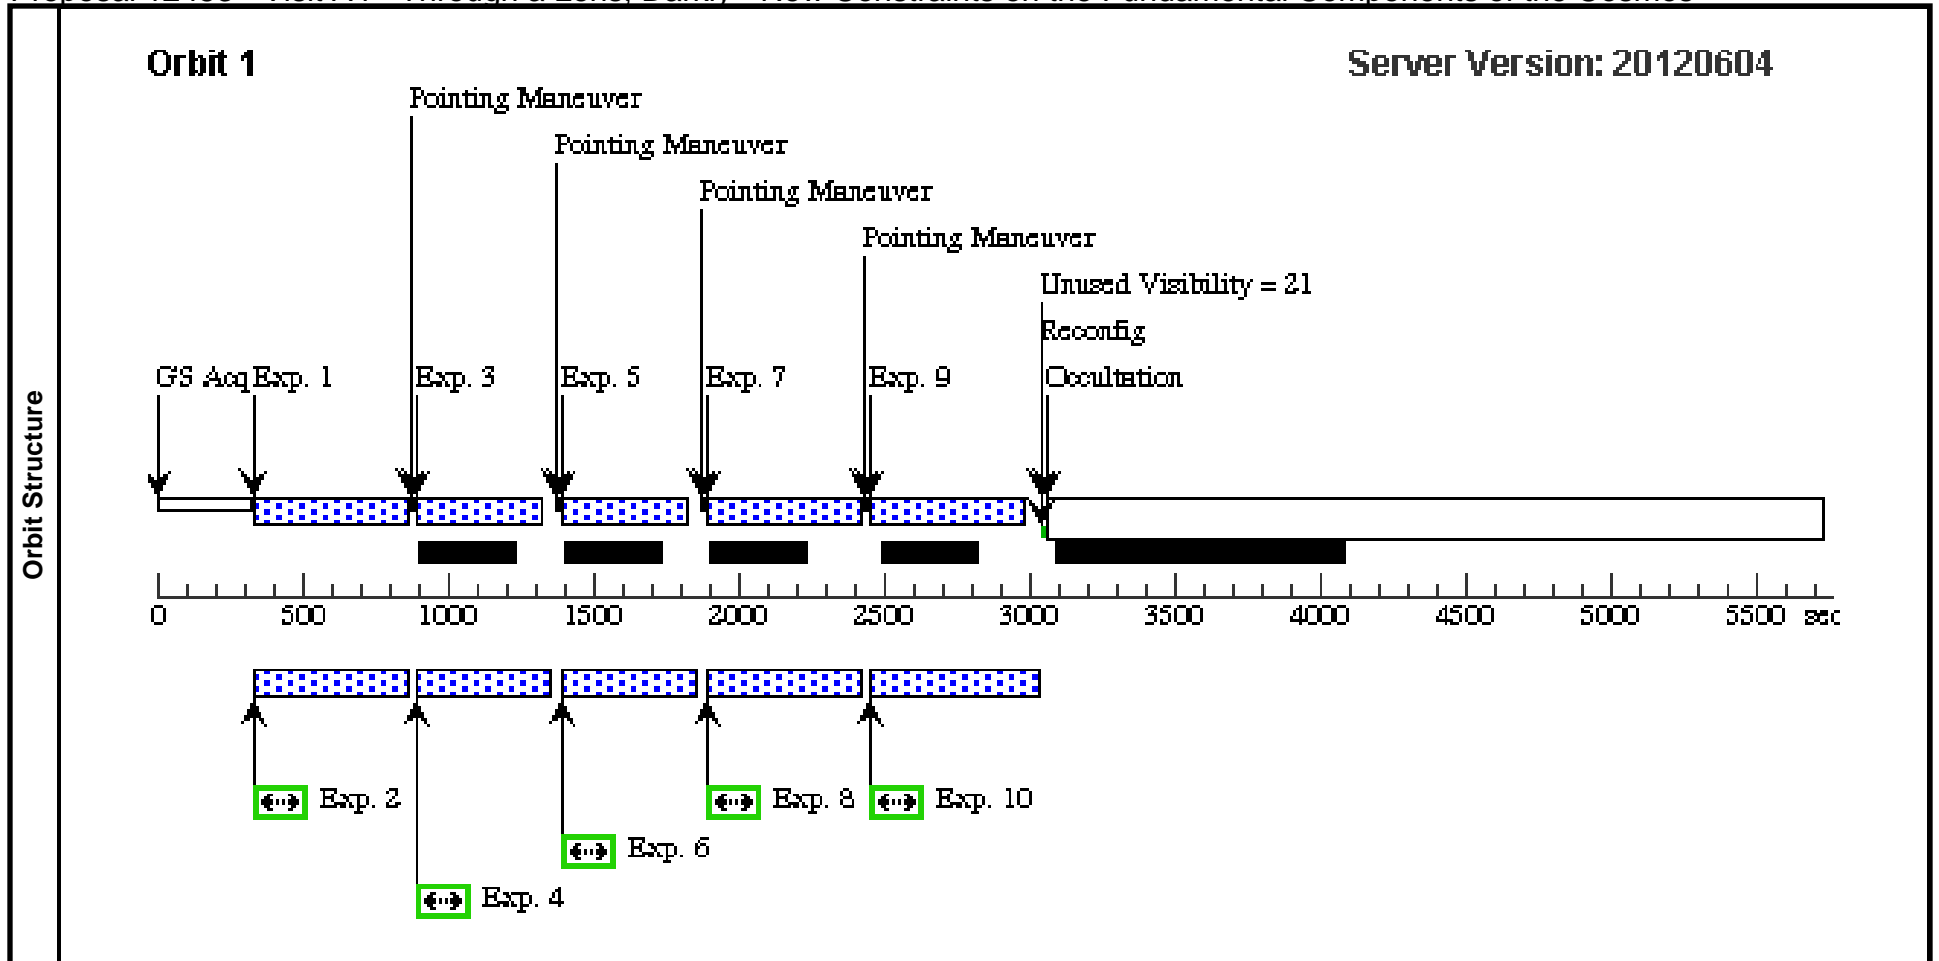 Orbit 1
Server Version: 20120604
Pointing Maneuver
Pointing Maneuver
Pointing Maneuver
Pointing Maneuver
Unused Visibility = 21
Reconfig
GS Acq Exp. 1 Exp. 3 Exp. 5 Exp. 7 Exp. 9 Occultation
Orbit Structure
0 500 1000 1500 2000 2500 3000 3500 4000 4500 5000 5500 sec
Exp. 2 Exp. 8 Exp. 10
Exp. 6
Exp. 4